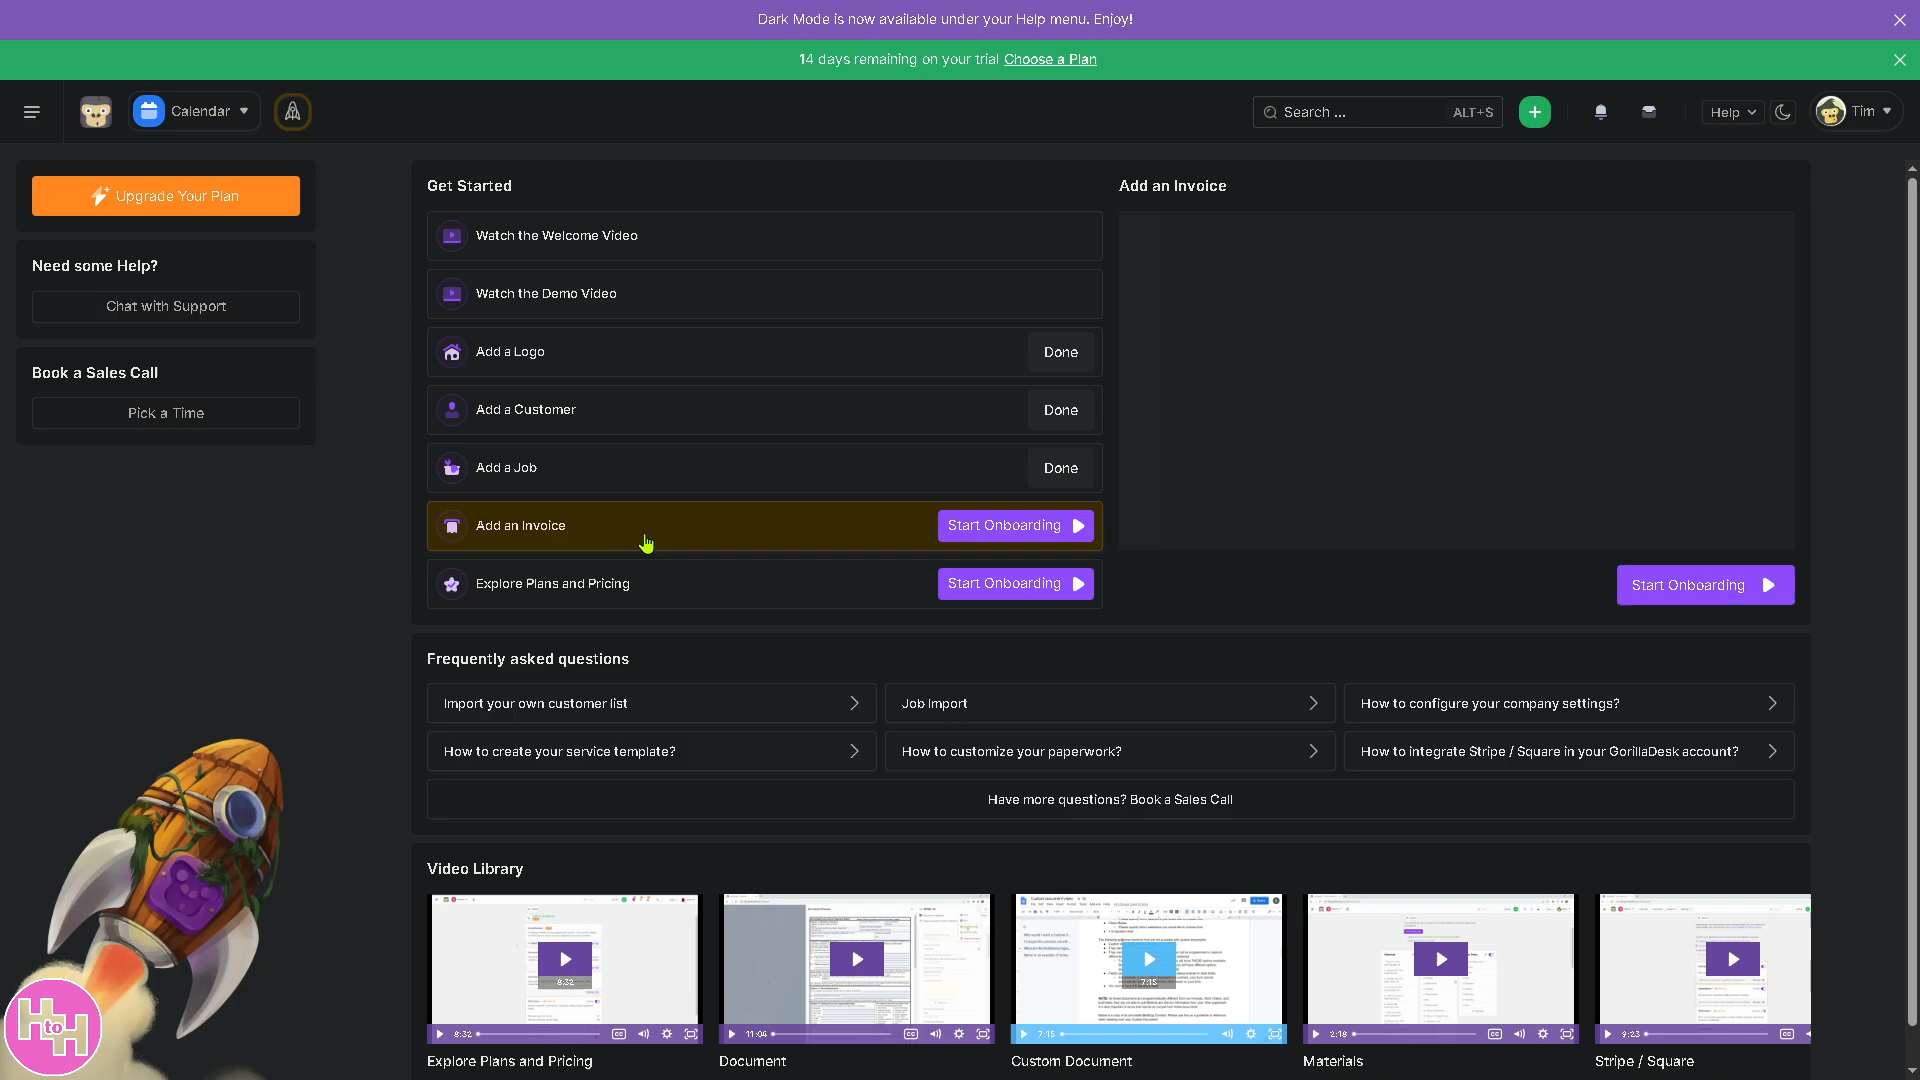 Dark Mode is now available under your Help menu. Enjoy!
14 days remaining on your trial Choose a Plan
Calendar
Search ... ALT+S
Help
Tim
Upgrade Your Plan
Need some Help?
Chat with Support
Book a Sales Call
Pick a Time
Get Started
Watch the Welcome Video
Watch the Demo Video
Add a Logo Done
Add a Customer Done
Add a Job Done
Add an Invoice Start Onboarding
Explore Plans and Pricing Start Onboarding
Add an Invoice
Start Onboarding
Frequently asked questions
Import your own customer list
Job Import
How to configure your company settings?
How to create your service template?
How to customize your paperwork?
How to integrate Stripe / Square in your GorillaDesk account?
Have more questions? Book a Sales Call
Video Library
8:32
8:32
Explore Plans and Pricing
11:04
Document
7:15
7:15
Custom Document
2:18
Materials
9:23
Stripe / Square
H to H